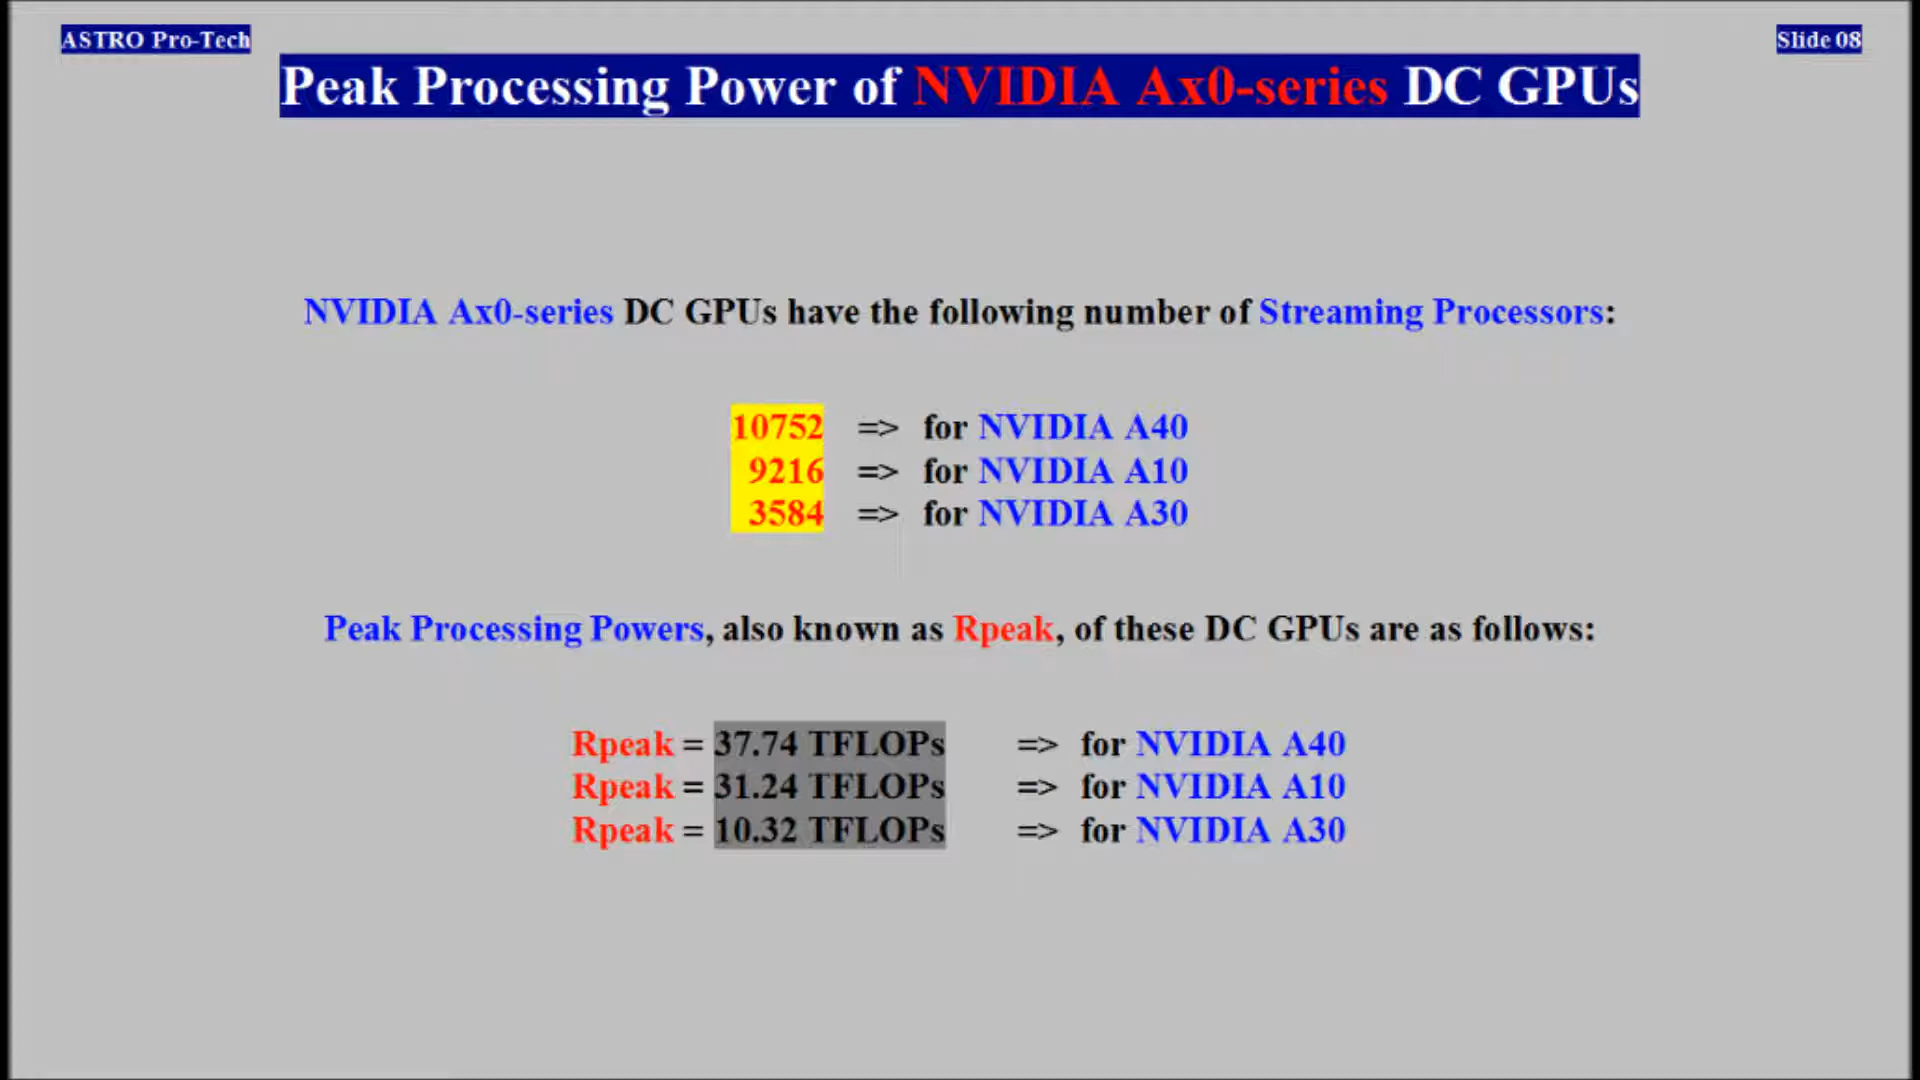 ASTRO Pro-Tech
Slide 08
Peak Processing Power of NVIDIA Ax0-series DC GPUs
NVIDIA Ax0-series DC GPUs have the following number of Streaming Processors:
10752 => for NVIDIA A40
9216 => for NVIDIA A10
3584 => for NVIDIA A30
Peak Processing Powers, also known as Rpeak, of these DC GPUs are as follows:
Rpeak = 37.74 TFLOPs => for NVIDIA A40
Rpeak = 31.24 TFLOPs => for NVIDIA A10
Rpeak = 10.32 TFLOPs => for NVIDIA A30